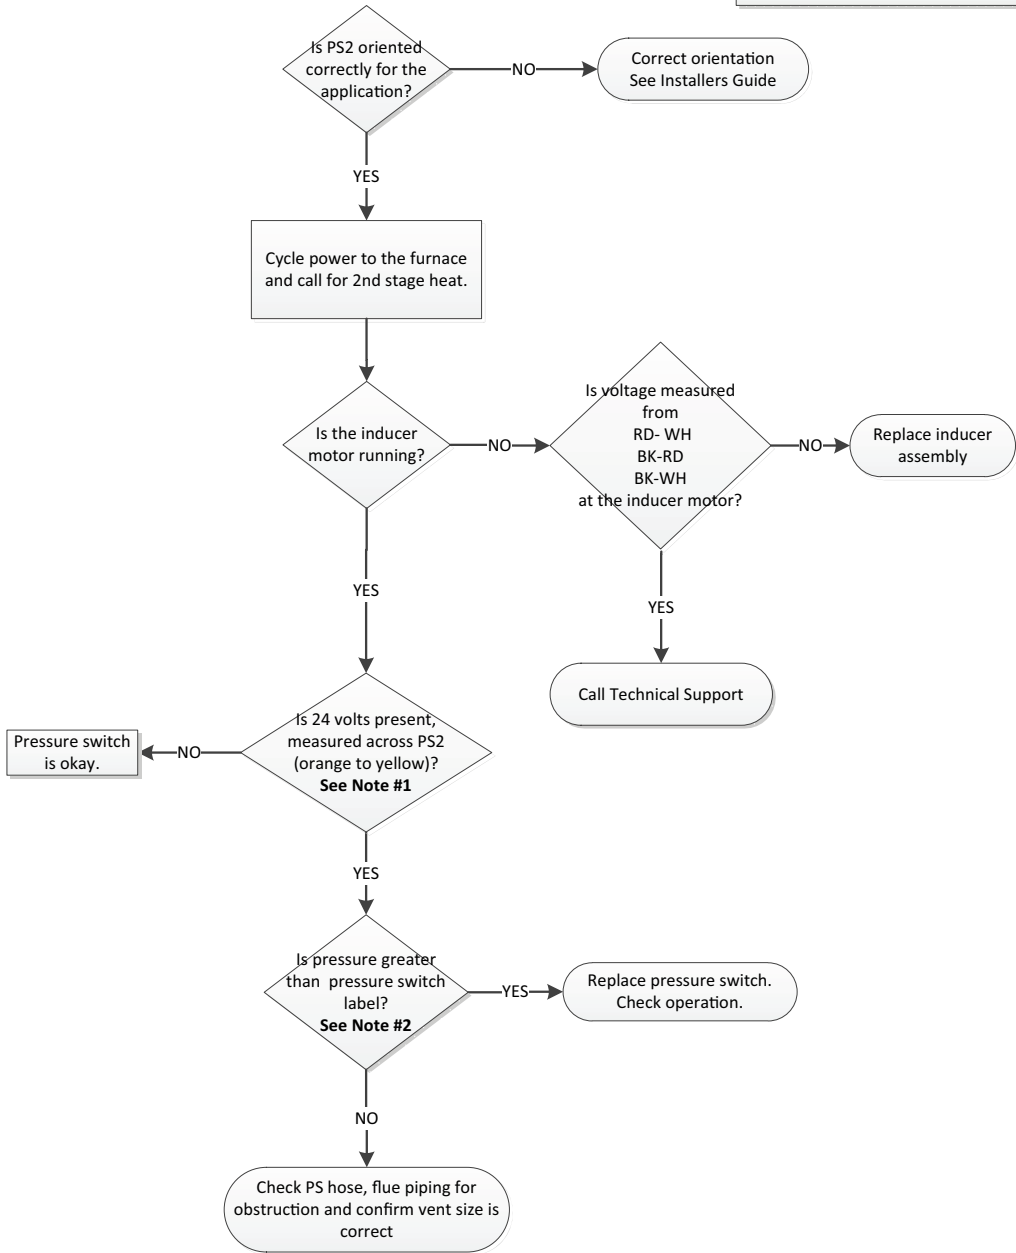 Is PS2 oriented
correctly for the
application?
NO
Correct orientation
See Installers Guide
YES
Cycle power to the furnace
and call for 2nd stage heat.
Is the inducer
motor running?
NO
Is voltage measured
from
RD- WH
BK-RD
BK-WH
at the inducer motor?
NO
Replace inducer
assembly
YES
YES
Call Technical Support
Is 24 volts present,
measured across PS2
(orange to yellow)?
See Note #1
NO
Pressure switch
is okay.
YES
Is pressure greater
than pressure switch
label?
See Note #2
YES
Replace pressure switch.
Check operation.
NO
Check PS hose, flue piping for
obstruction and confirm vent size is
correct